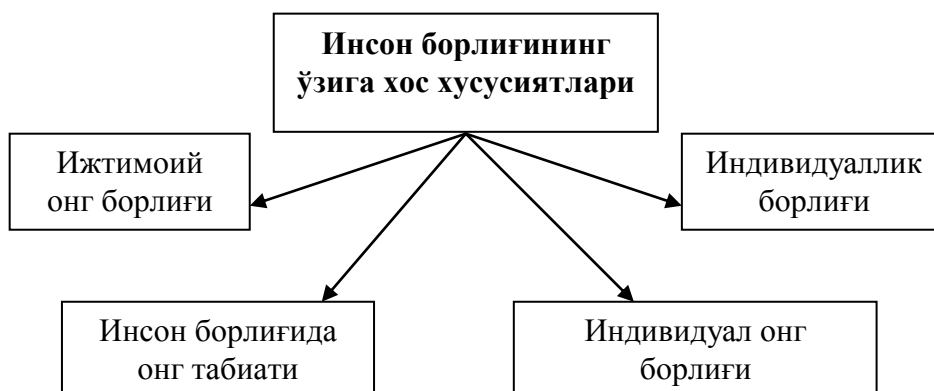 Инсон борлиғининг
ўзига хос хусусиятлари
Ижтимоий
онг борлиғи
Индивидуаллик
борлиғи
Инсон борлиғида
онг табиати
Индивидуал онг
борлиғи